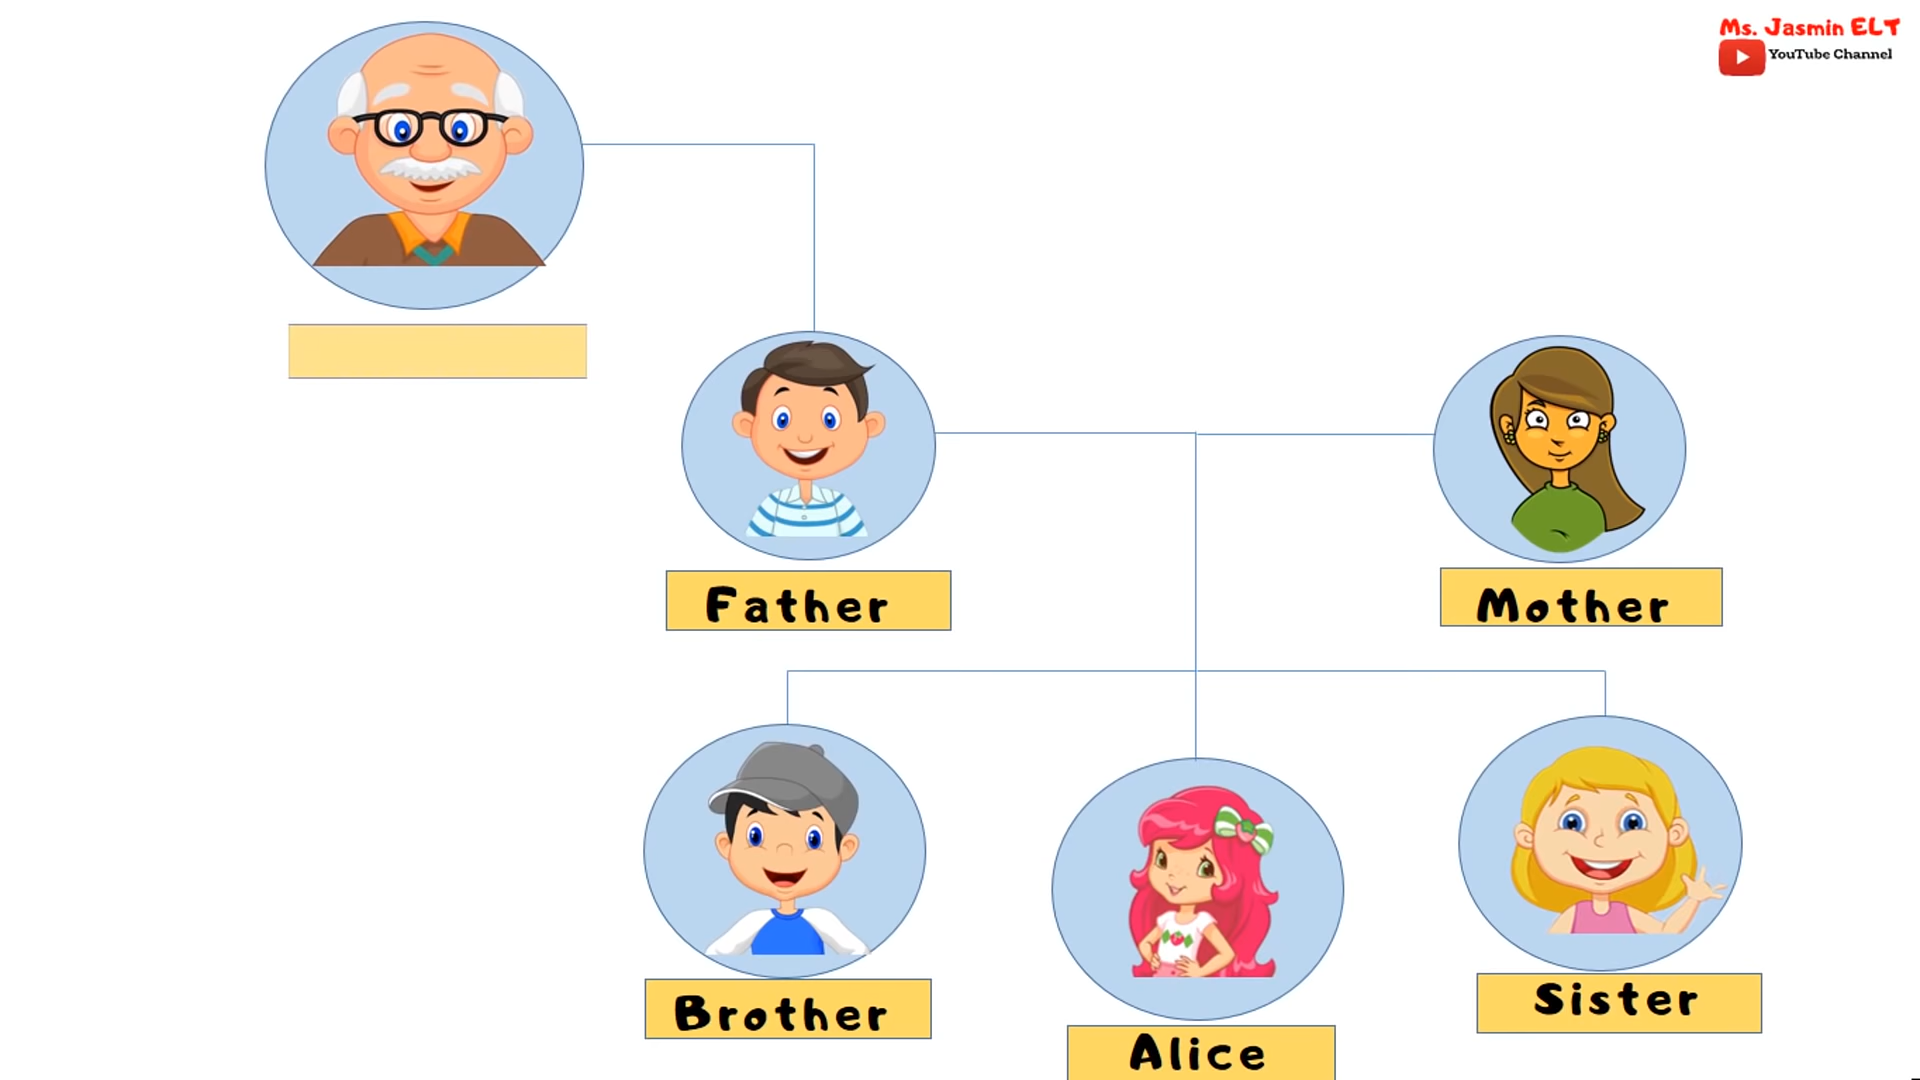 Ms. Jasmin ELT
YouTube Channel
Father
Mother
Brother
Alice
Sister